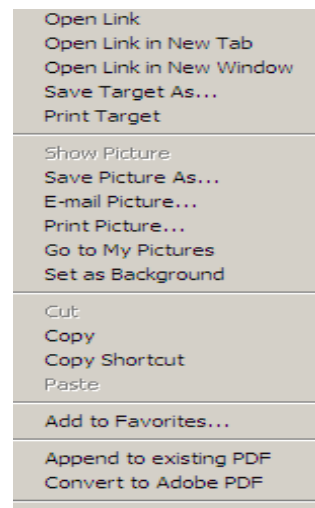 Open Link
Open Link in New Tab
Open Link in New Window
Save Target As...
Print Target
Show Picture
Save Picture As...
E-mail Picture...
Print Picture...
Go to My Pictures
Set as Background
Cut
Copy
Copy Shortcut
Paste
Add to Favorites...
Append to existing PDF
Convert to Adobe PDF